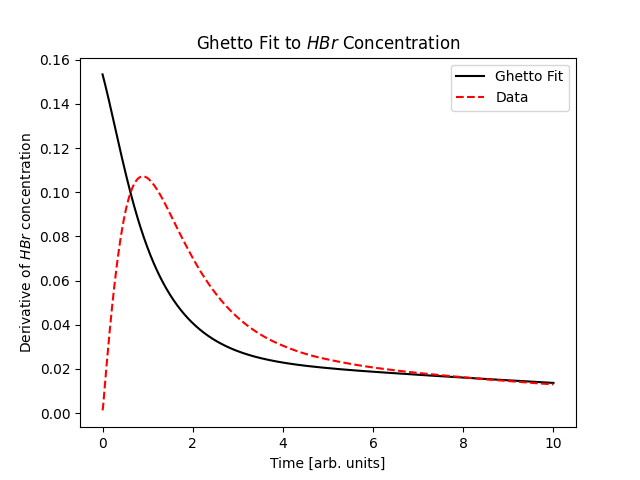 Ghetto Fit to HBr Concentration
Ghetto Fit
Data
Derivative of HBr concentration
0.16
0.14
0.12
0.10
0.08
0.06
0.04
0.02
0.00
0 2 4 6 8 10
Time [arb. units]